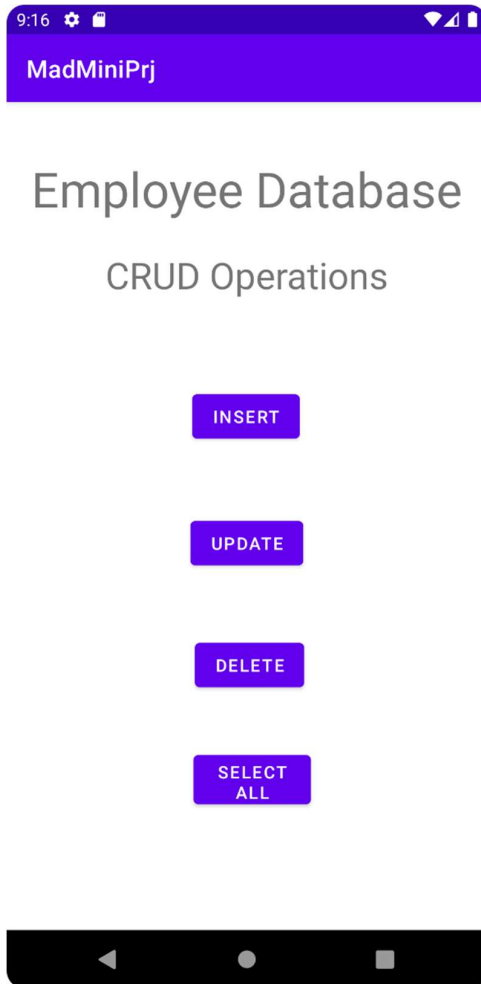 9:16
MadMiniPrj
Employee Database
CRUD Operations
INSERT
UPDATE
DELETE
SELECT
ALL